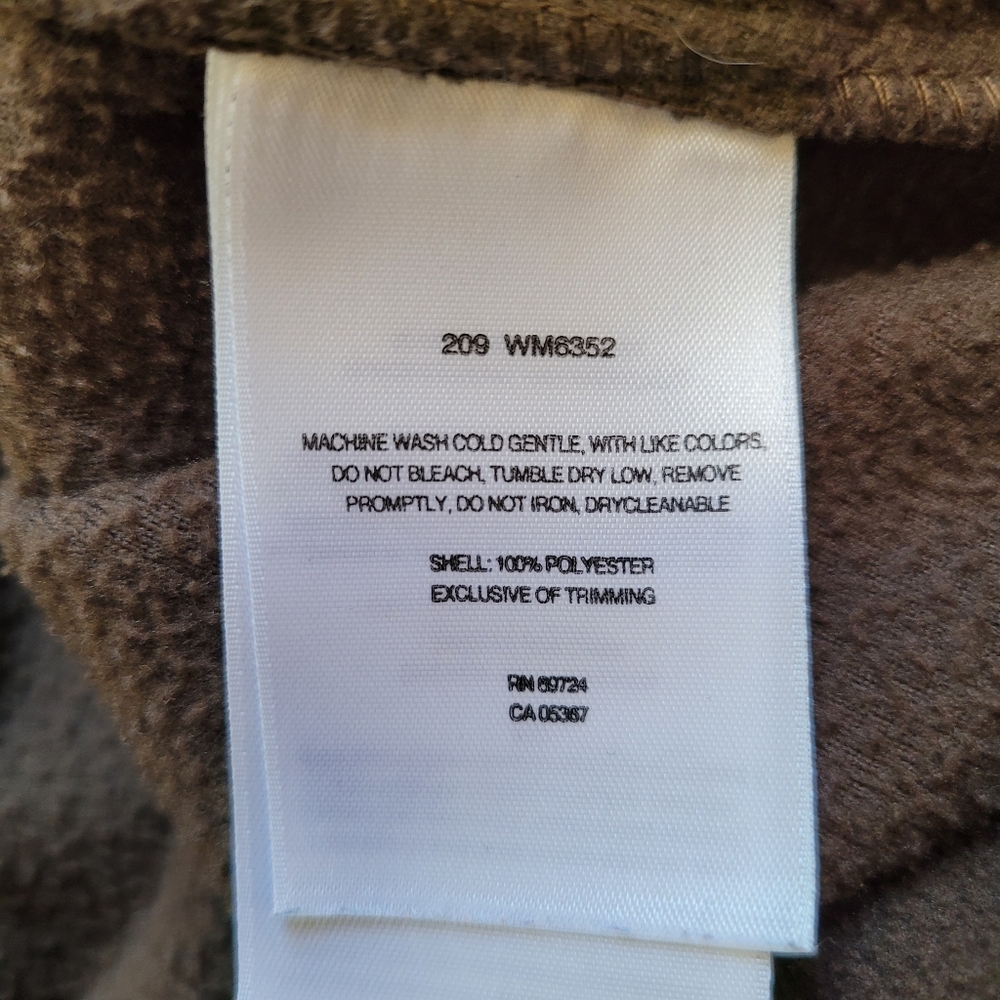 209 WM6352
MACHINE WASH COLD GENTLE, WITH LIKE COLORS.
DO NOT BLEACH, TUMBLE DRY LOW, REMOVE
PROMPTLY, DO NOT IRON, DRYCLEANABLE
SHELL: 100% POLYESTER
EXCLUSIVE OF TRIMMING
RN 69724
CA 05367